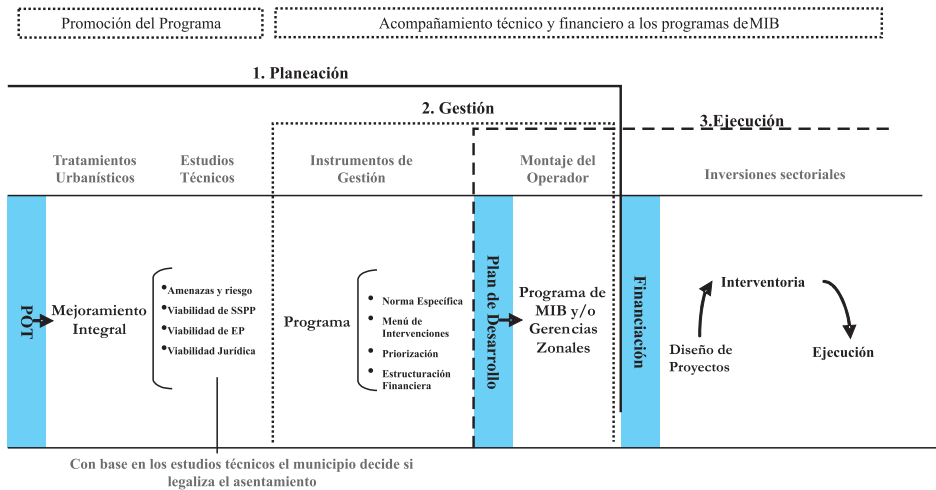 Promoción del Programa
Acompañamiento técnico y financiero a los programas de MIB
1. Planeación
2. Gestión
3.Ejecución
Tratamientos
Urbanísticos
Estudios
Técnicos
Instrumentos de
Gestión
Montaje del
Operador
Inversiones sectoriales
POT
Mejoramiento
Integral
•Amenazas y riesgo
•Viabilidad de SSPP
•Viabilidad de EP
•Viabilidad Jurídica
Programa
• Norma Específica
• Menú de
Intervenciones
• Priorización
• Estructuración
Financiera
Plan de Desarrollo
Programa de
MIB y/o
Gerencias
Zonales
Financiación
Diseño de
Proyectos
Interventoria
Ejecución
Con base en los estudios técnicos el municipio decide si
legaliza el asentamiento